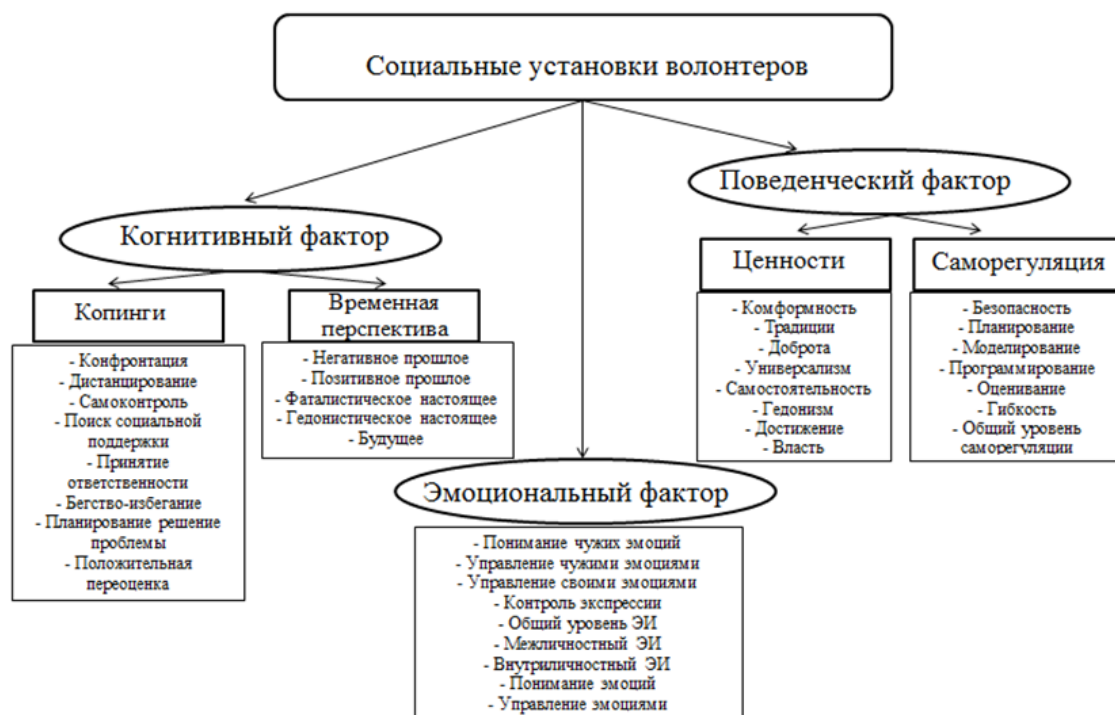 Социальные установки волонтеров
Когнитивный фактор
Копинги
- Конфронтация
- Дистанцирование
- Самоконтроль
- Поиск социальной
поддержки
- Принятие
ответственности
- Бегство-избегание
- Планирование решение
проблемы
- Положительная
переоценка
Временная
перспектива
- Негативное прошлое
- Позитивное прошлое
- Фаталистическое настоящее
- Гедонистическое настоящее
- Будущее
Эмоциональный фактор
- Понимание чужих эмоций
- Управление чужими эмоциями
- Управление своими эмоциями
- Контроль экспрессии
- Общий уровень ЭИ
- Межличностный ЭИ
- Внутриличностный ЭИ
- Понимание эмоций
- Управление эмоциями
Поведенческий фактор
Ценности
- Комформность
- Традиции
- Доброта
- Универсализм
- Самостоятельность
- Гедонизм
- Достижение
- Власть
Саморегуляция
- Безопасность
- Планирование
- Моделирование
- Программирование
- Оценивание
- Гибкость
- Общий уровень
саморегуляции